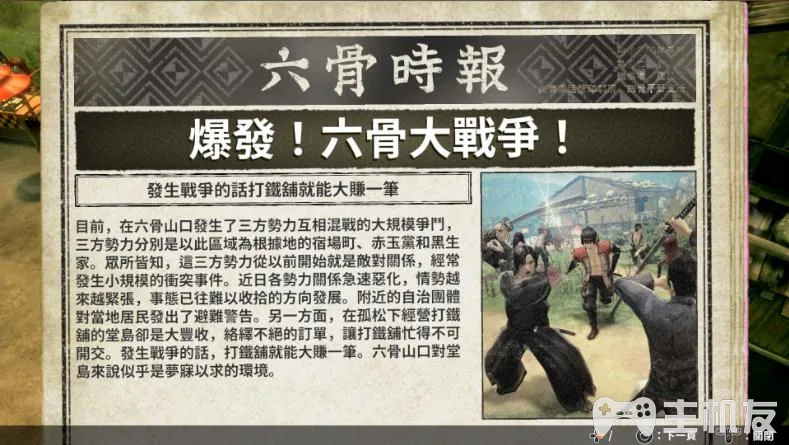 六骨時報
爆發！六骨大戰爭！
發生戰爭的話打鐵舖就能大賺一筆
目前，在六骨山口發生了三方勢力互相混戰的大規模爭鬥，
三方勢力分別是以此區域為根據地的宿場町、赤玉黨和黑生
家。眾所皆知，這三方勢力從以前開始就是敵對關係，經常
發生小規模的衝突事件。近日各勢力關係急速惡化，情勢越
來越緊張，事態已往難以收拾的方向發展。附近的自治團體
對當地居民發出了避難警告。另一方面，在孤松下經營打鐵
舖的堂島卻是大豐收，絡繹不絕的訂單，讓打鐵舖忙得不可
開交。發生戰爭的話，打鐵舖就能大賺一筆。六骨山口對堂
島來說似乎是夢寐以求的環境。
主机友
：下一頁
：關閉